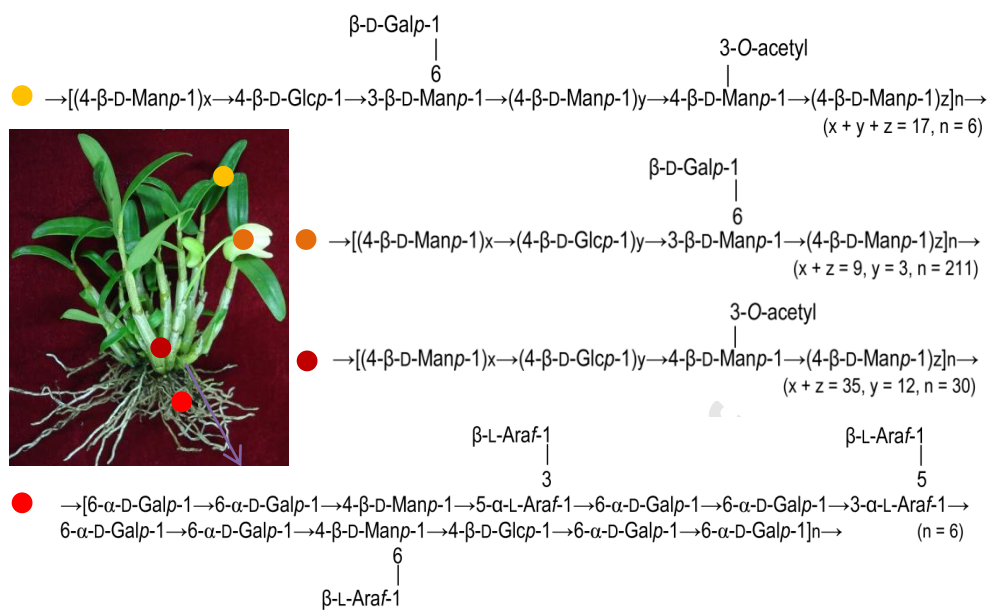 β-D-Galp-1
6
3-O-acetyl
→[(4-β-D-Manp-1)x→4-β-D-Glcp-1→3-β-D-Manp-1→(4-β-D-Manp-1)y→4-β-D-Manp-1→(4-β-D-Manp-1)z]n→
(x + y + z = 17, n = 6)
β-D-Galp-1
6
→[(4-β-D-Manp-1)x→(4-β-D-Glcp-1)y→3-β-D-Manp-1→(4-β-D-Manp-1)z]n→
(x + z = 9, y = 3, n = 211)
3-O-acetyl
→[(4-β-D-Manp-1)x→(4-β-D-Glcp-1)y→4-β-D-Manp-1→(4-β-D-Manp-1)z]n→
(x + z = 35, y = 12, n = 30)
β-L-Araf-1
3
β-L-Araf-1
5
→[6-α-D-Galp-1→6-α-D-Galp-1→4-β-D-Manp-1→5-α-L-Araf-1→6-α-D-Galp-1→6-α-D-Galp-1→3-α-L-Araf-1→
6-α-D-Galp-1→6-α-D-Galp-1→4-β-D-Manp-1→4-β-D-Glcp-1→6-α-D-Galp-1→6-α-D-Galp-1]n→
(n = 6)
6
β-L-Araf-1